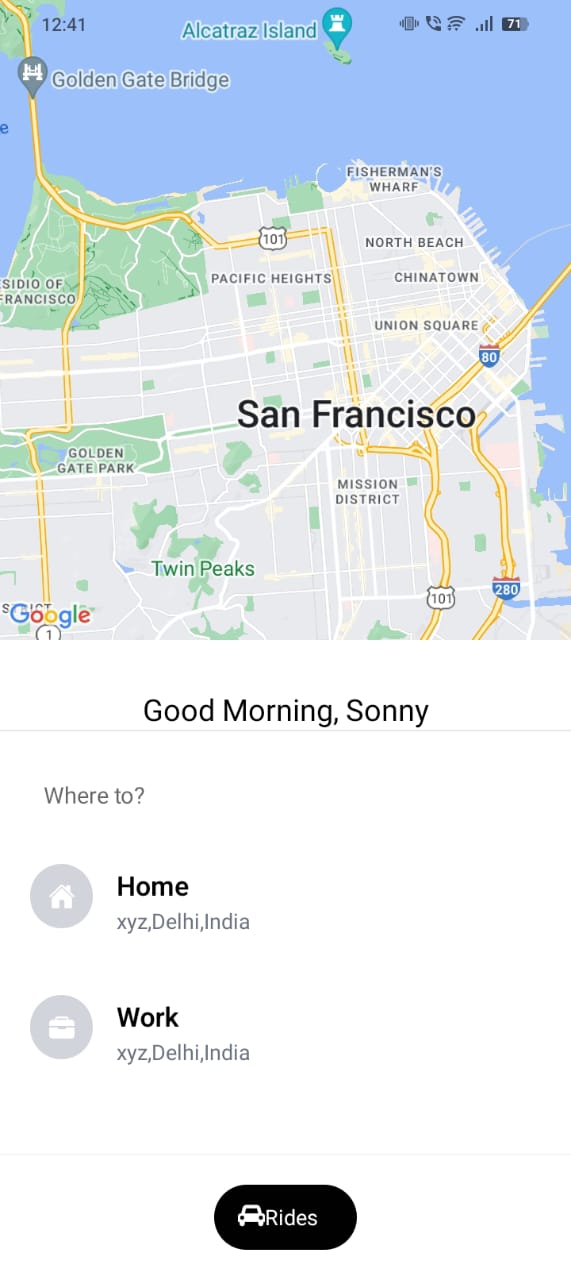 12:41
71
Alcatraz Island
Golden Gate Bridge
e
FISHERMAN'S
WHARF
101
NORTH BEACH
PACIFIC HEIGHTS
CHINATOWN
SIDIO OF
FRANCISCO
UNION SQUARE
80
San Francisco
GOLDEN
GATE PARK
MISSION
DISTRICT
Twin Peaks
280
101
Google
1
Good Morning, Sonny
Where to?
Home
xyz,Delhi,India
Work
xyz,Delhi,India
Rides